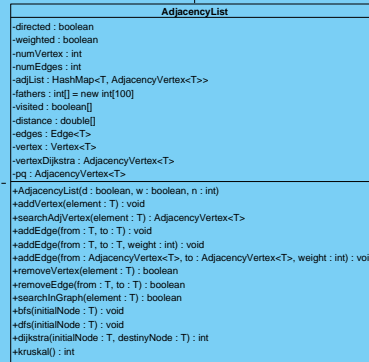 AdjacencyList
-directed : boolean
-weighted : boolean
-numVertex : int
-numEdges : int
-adjList : HashMap<T, AdjacencyVertex<T>>
-fathers : int[] = new int[100]
-visited : boolean[]
-distance : double[]
-edges : Edge<T>
-vertex : Vertex<T>
-vertexDijkstra : AdjacencyVertex<T>
-pq : AdjacencyVertex<T>
+AdjacencyList(d : boolean, w : boolean, n : int)
+addVertex(element : T) : void
+searchAdjVertex(element : T) : AdjacencyVertex<T>
+addEdge(from : T, to : T) : void
+addEdge(from : T, to : T, weight : int) : void
+addEdge(from : AdjacencyVertex<T>, to : AdjacencyVertex<T>, weight : int) : voi
+removeVertex(element : T) : boolean
+removeEdge(from : T, to : T) : boolean
+searchInGraph(element : T) : boolean
+bfs(initialNode : T) : void
+dfs(initialNode : T) : void
+dijkstra(initialNode : T, destinyNode : T) : int
+kruskal() : int